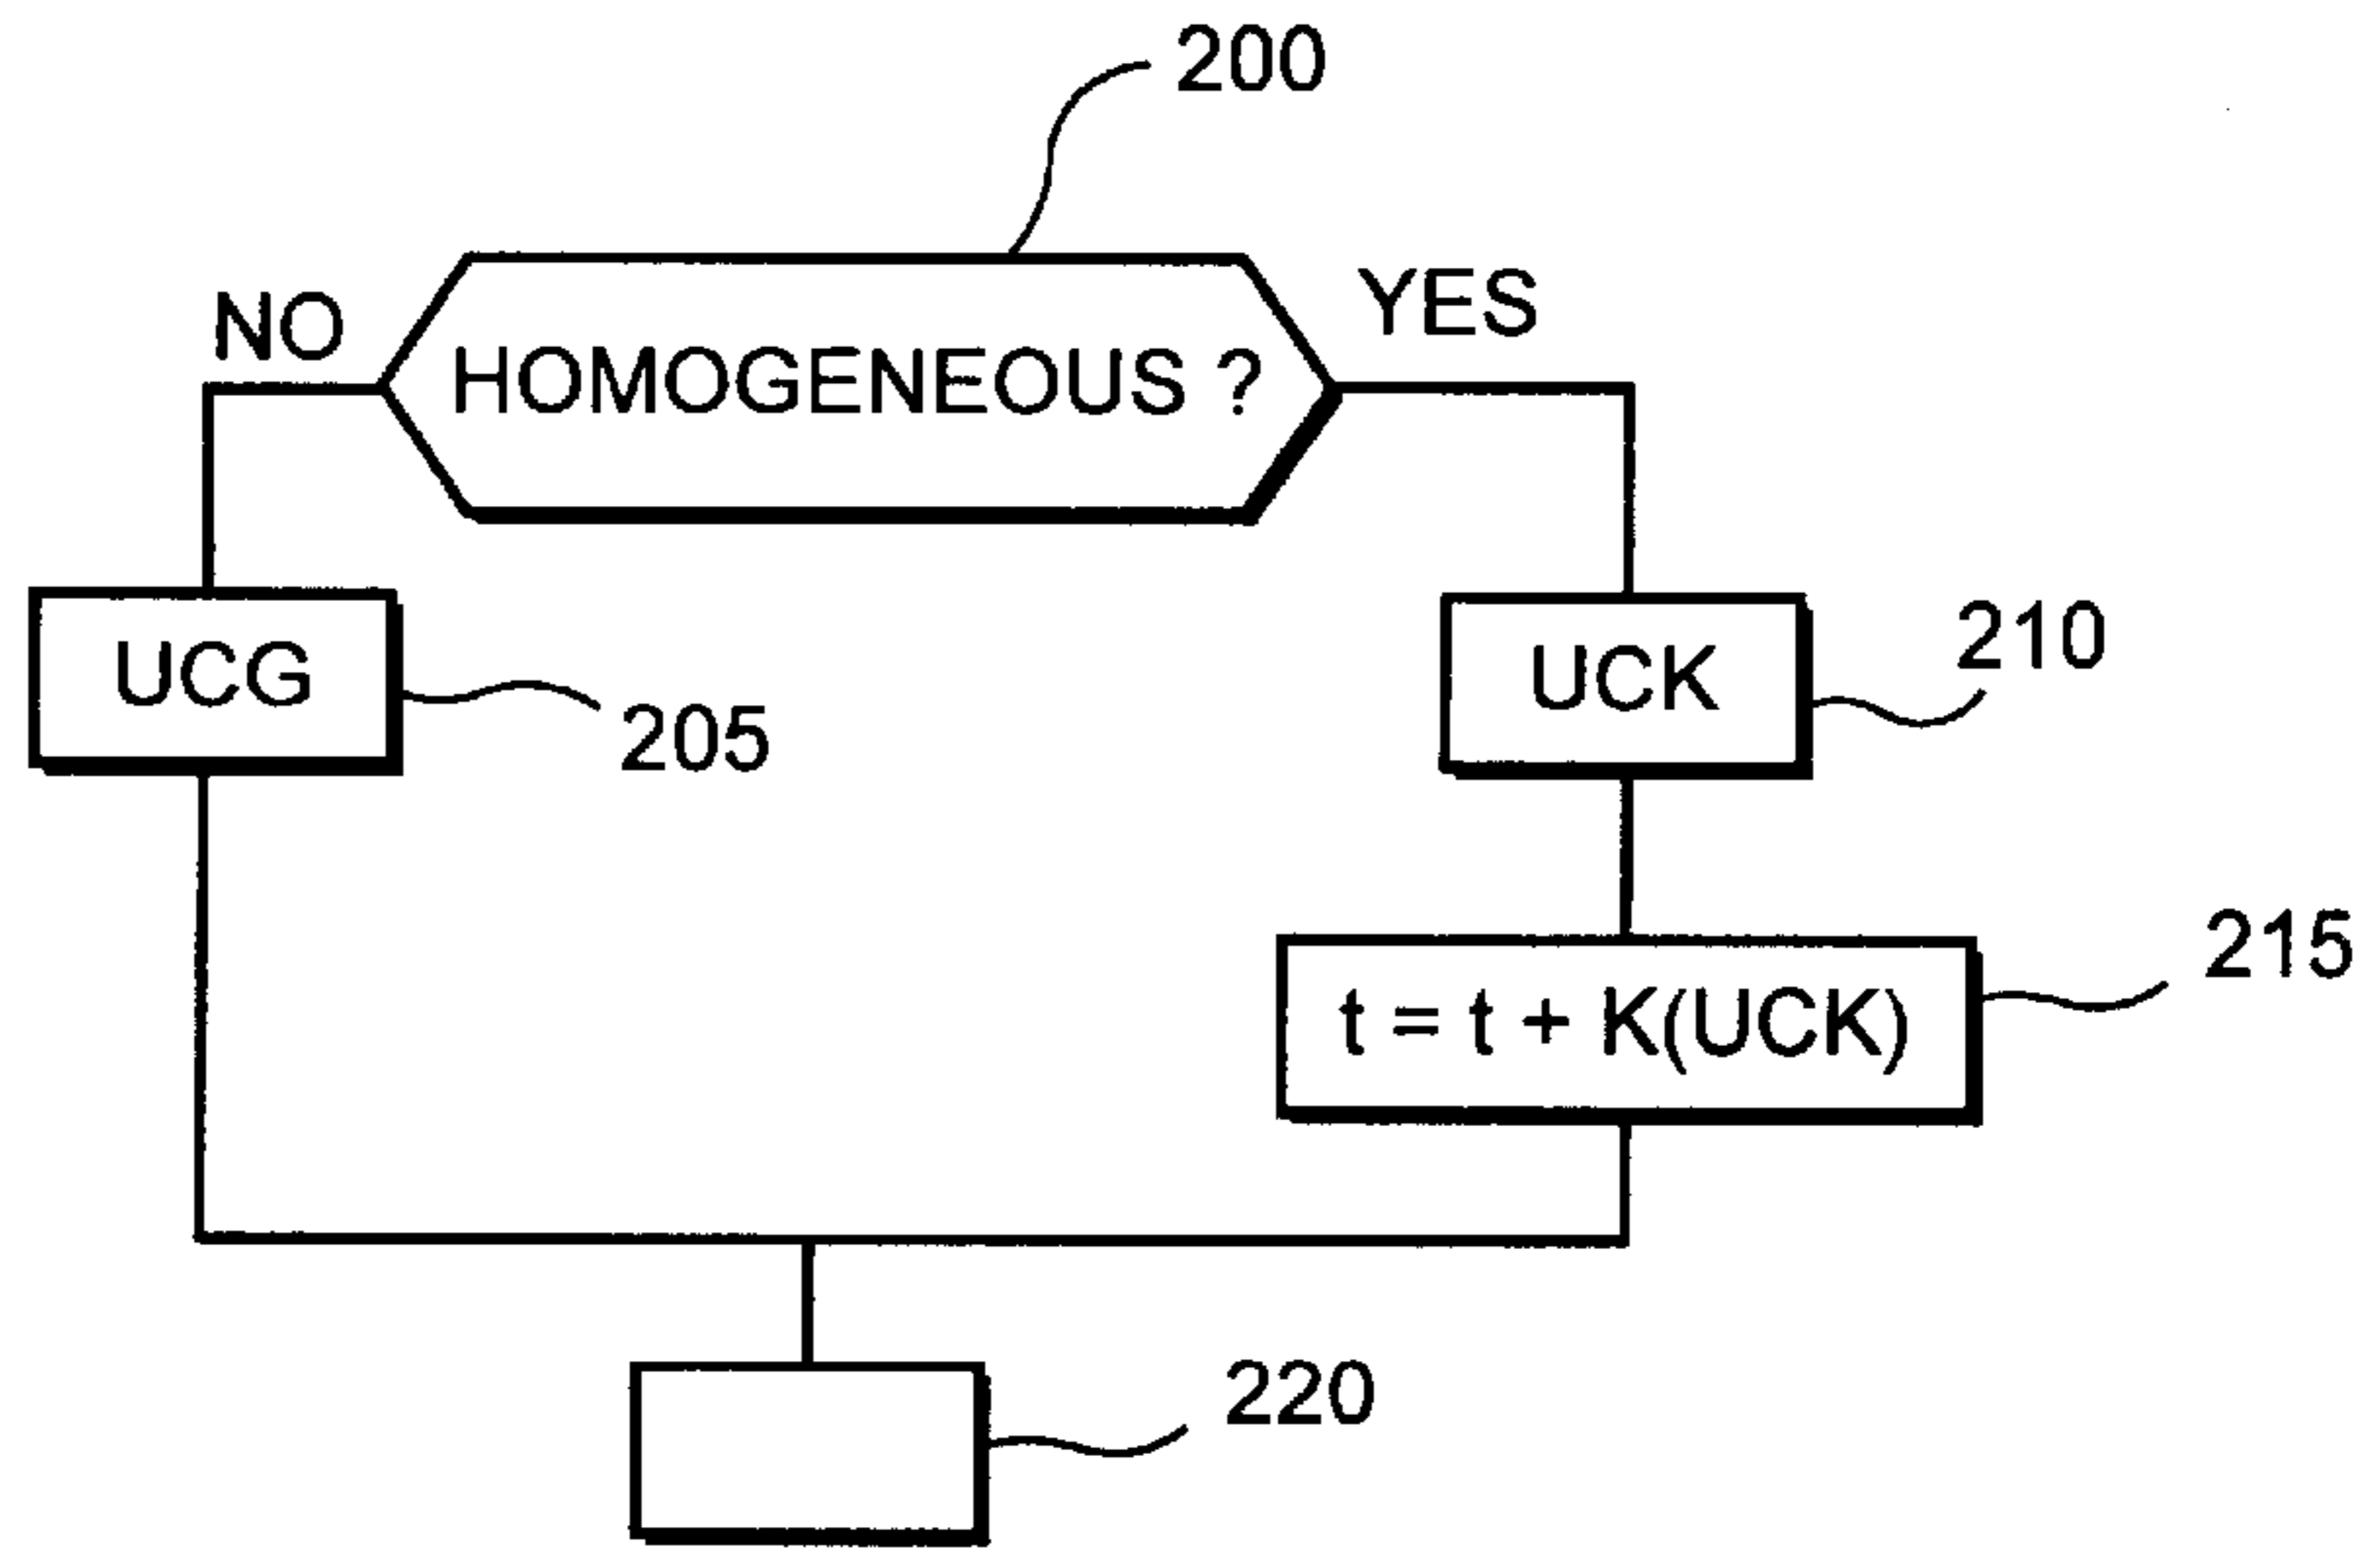 200
NO
YES
HOMOGENEOUS ?
UCG
205
UCK
210
t = t + K(UCK)
215
220